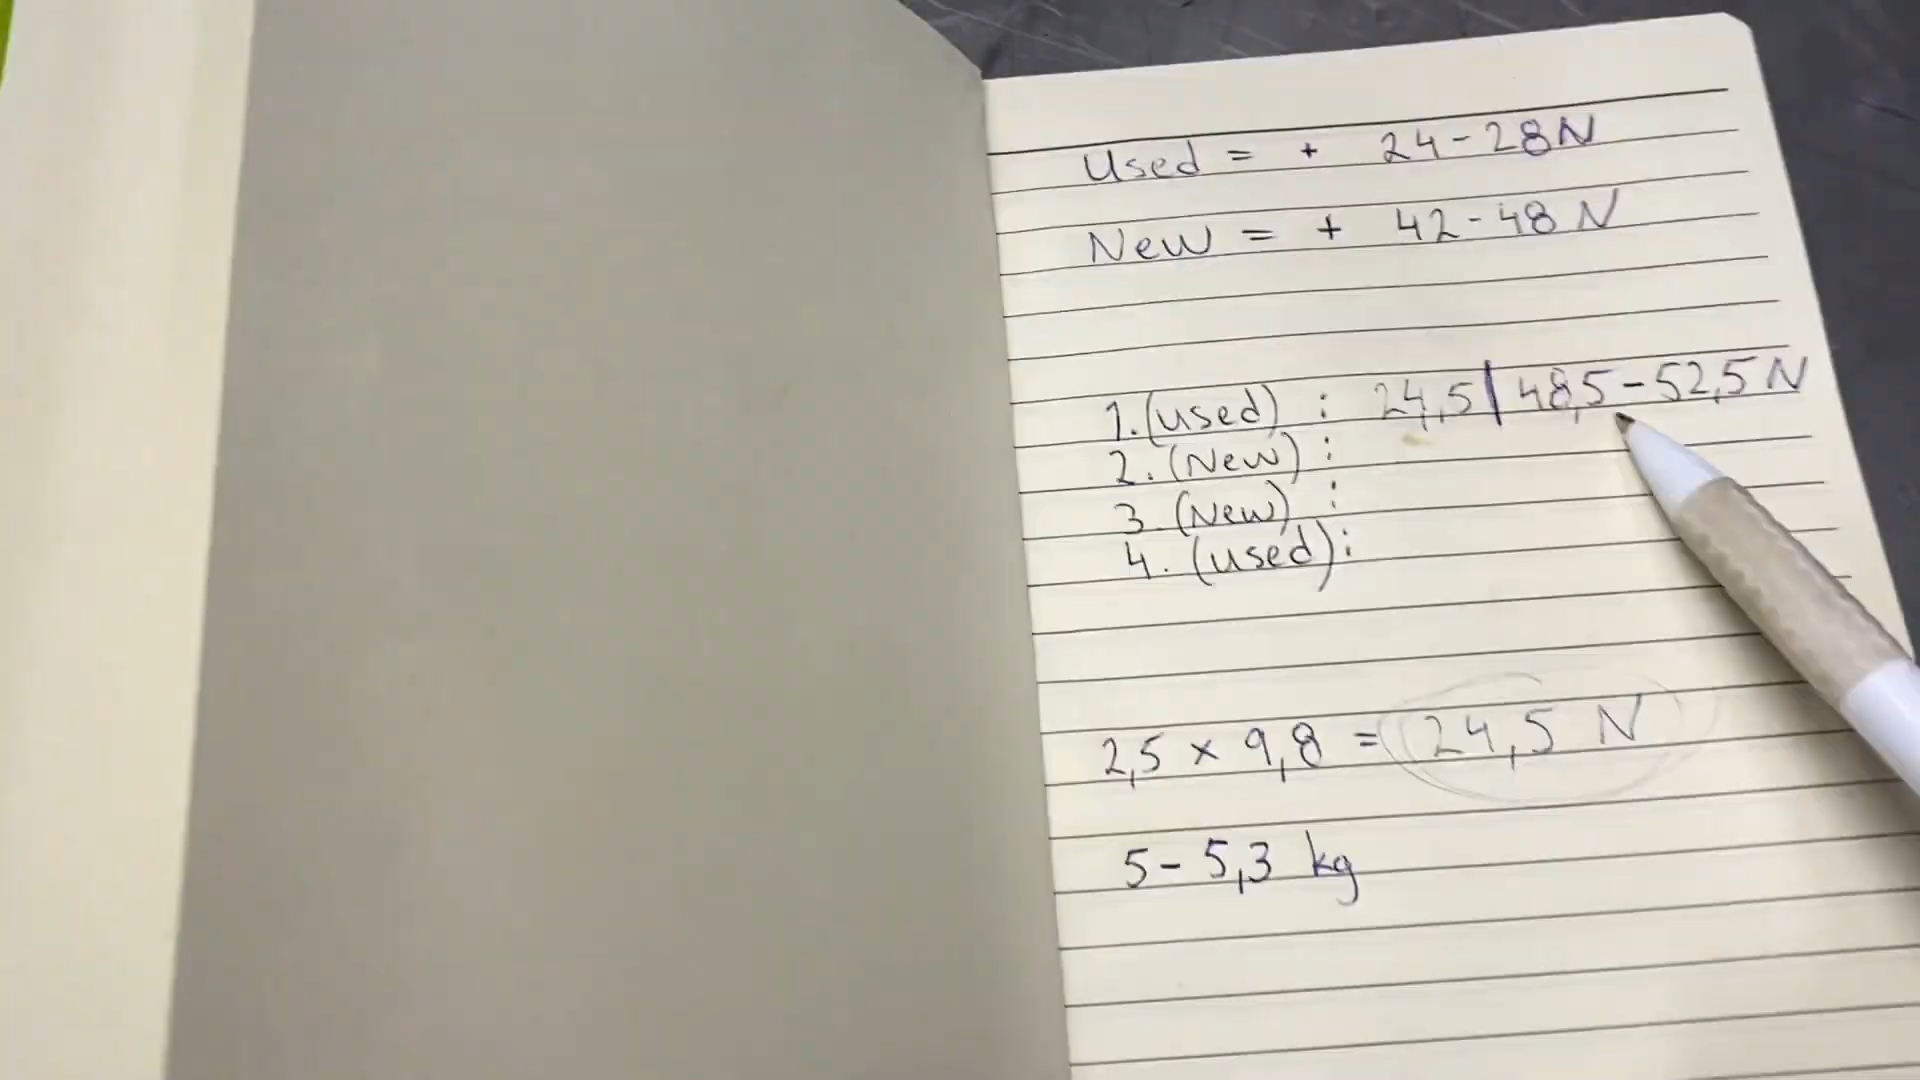 Used = + 24-28N
New = + 42-48 N
1.(used) : 24,5 | 48,5-52,5 N
2. (New) :
3. (New) :
4. (used):
2,5 x 9,8 = 24,5 N
5- 5,3 kg